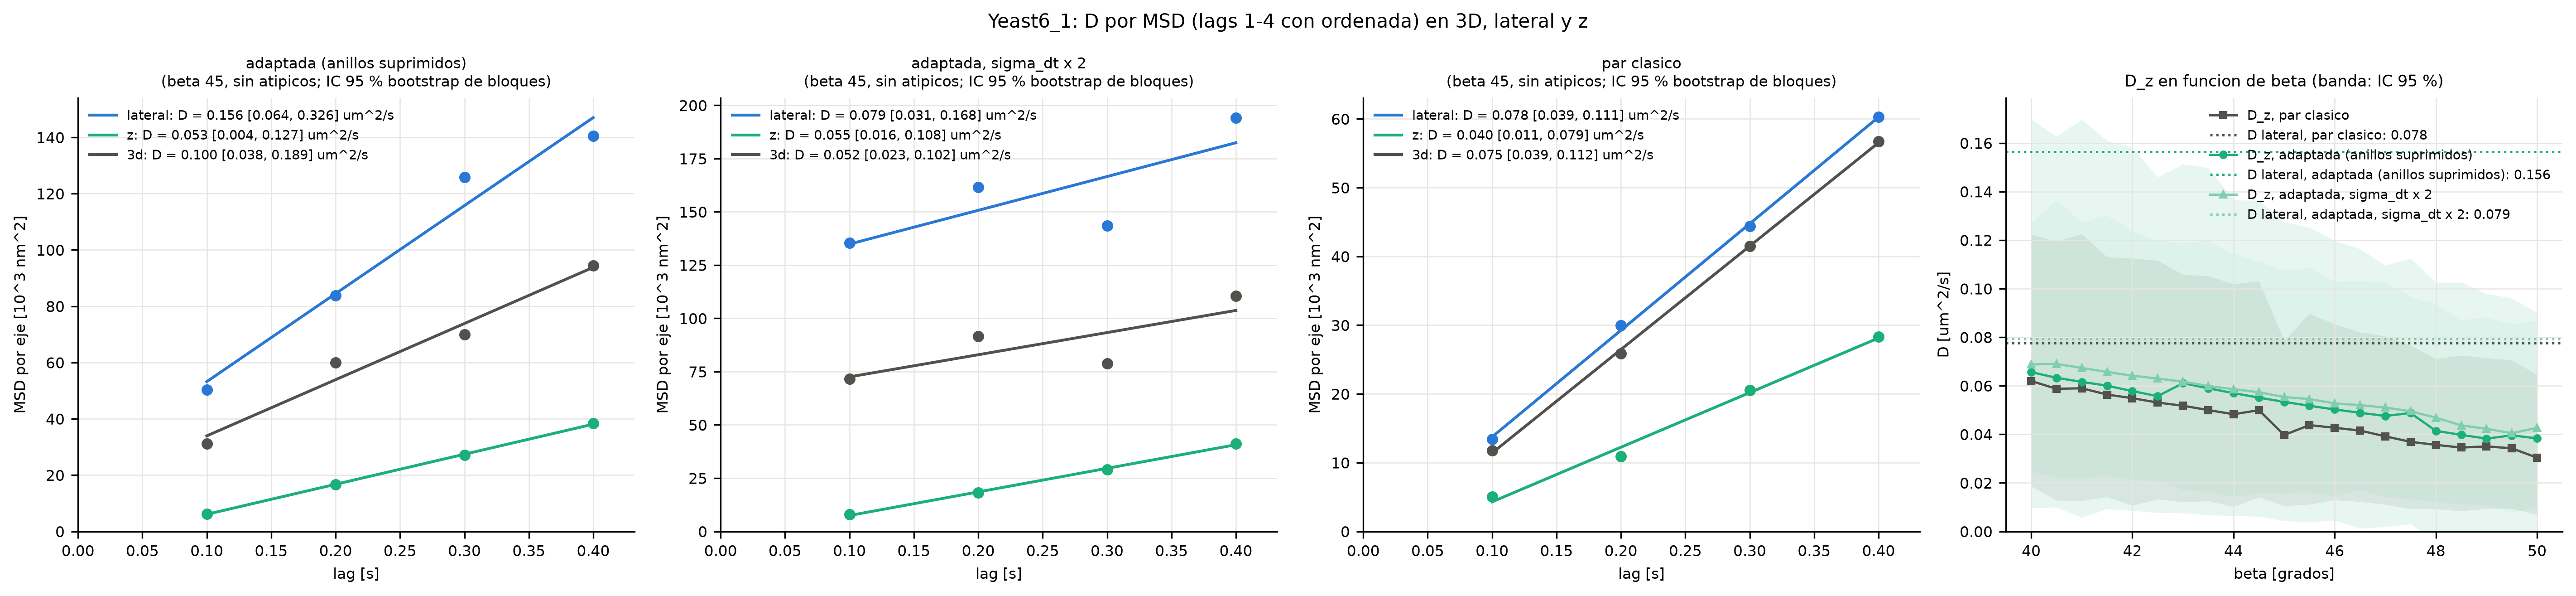 Yeast6_1: D por MSD (lags 1-4 con ordenada) en 3D, lateral y z
adaptada (anillos suprimidos)
(beta 45, sin atipicos; IC 95 % bootstrap de bloques)
lateral: D = 0.156 [0.064, 0.326] um^2/s
z: D = 0.053 [0.004, 0.127] um^2/s
3d: D = 0.100 [0.038, 0.189] um^2/s
MSD por eje [10^3 nm^2]
140
120
100
80
60
40
20
0
0.00 0.05 0.10 0.15 0.20 0.25 0.30 0.35 0.40
lag [s]
adaptada, sigma_dt x 2
(beta 45, sin atipicos; IC 95 % bootstrap de bloques)
lateral: D = 0.079 [0.031, 0.168] um^2/s
z: D = 0.055 [0.016, 0.108] um^2/s
3d: D = 0.052 [0.023, 0.102] um^2/s
MSD por eje [10^3 nm^2]
200
175
150
125
100
75
50
25
0
0.00 0.05 0.10 0.15 0.20 0.25 0.30 0.35 0.40
lag [s]
par clasico
(beta 45, sin atipicos; IC 95 % bootstrap de bloques)
lateral: D = 0.078 [0.039, 0.111] um^2/s
z: D = 0.040 [0.011, 0.079] um^2/s
3d: D = 0.075 [0.039, 0.112] um^2/s
MSD por eje [10^3 nm^2]
60
50
40
30
20
10
0
0.00 0.05 0.10 0.15 0.20 0.25 0.30 0.35 0.40
lag [s]
D_z en funcion de beta (banda: IC 95 %)
D_z, par clasico
D lateral, par clasico: 0.078
D_z, adaptada (anillos suprimidos)
D lateral, adaptada (anillos suprimidos): 0.156
D_z, adaptada, sigma_dt x 2
D lateral, adaptada, sigma_dt x 2: 0.079
D [um^2/s]
0.16
0.14
0.12
0.10
0.08
0.06
0.04
0.02
0.00
40 42 44 46 48 50
beta [grados]